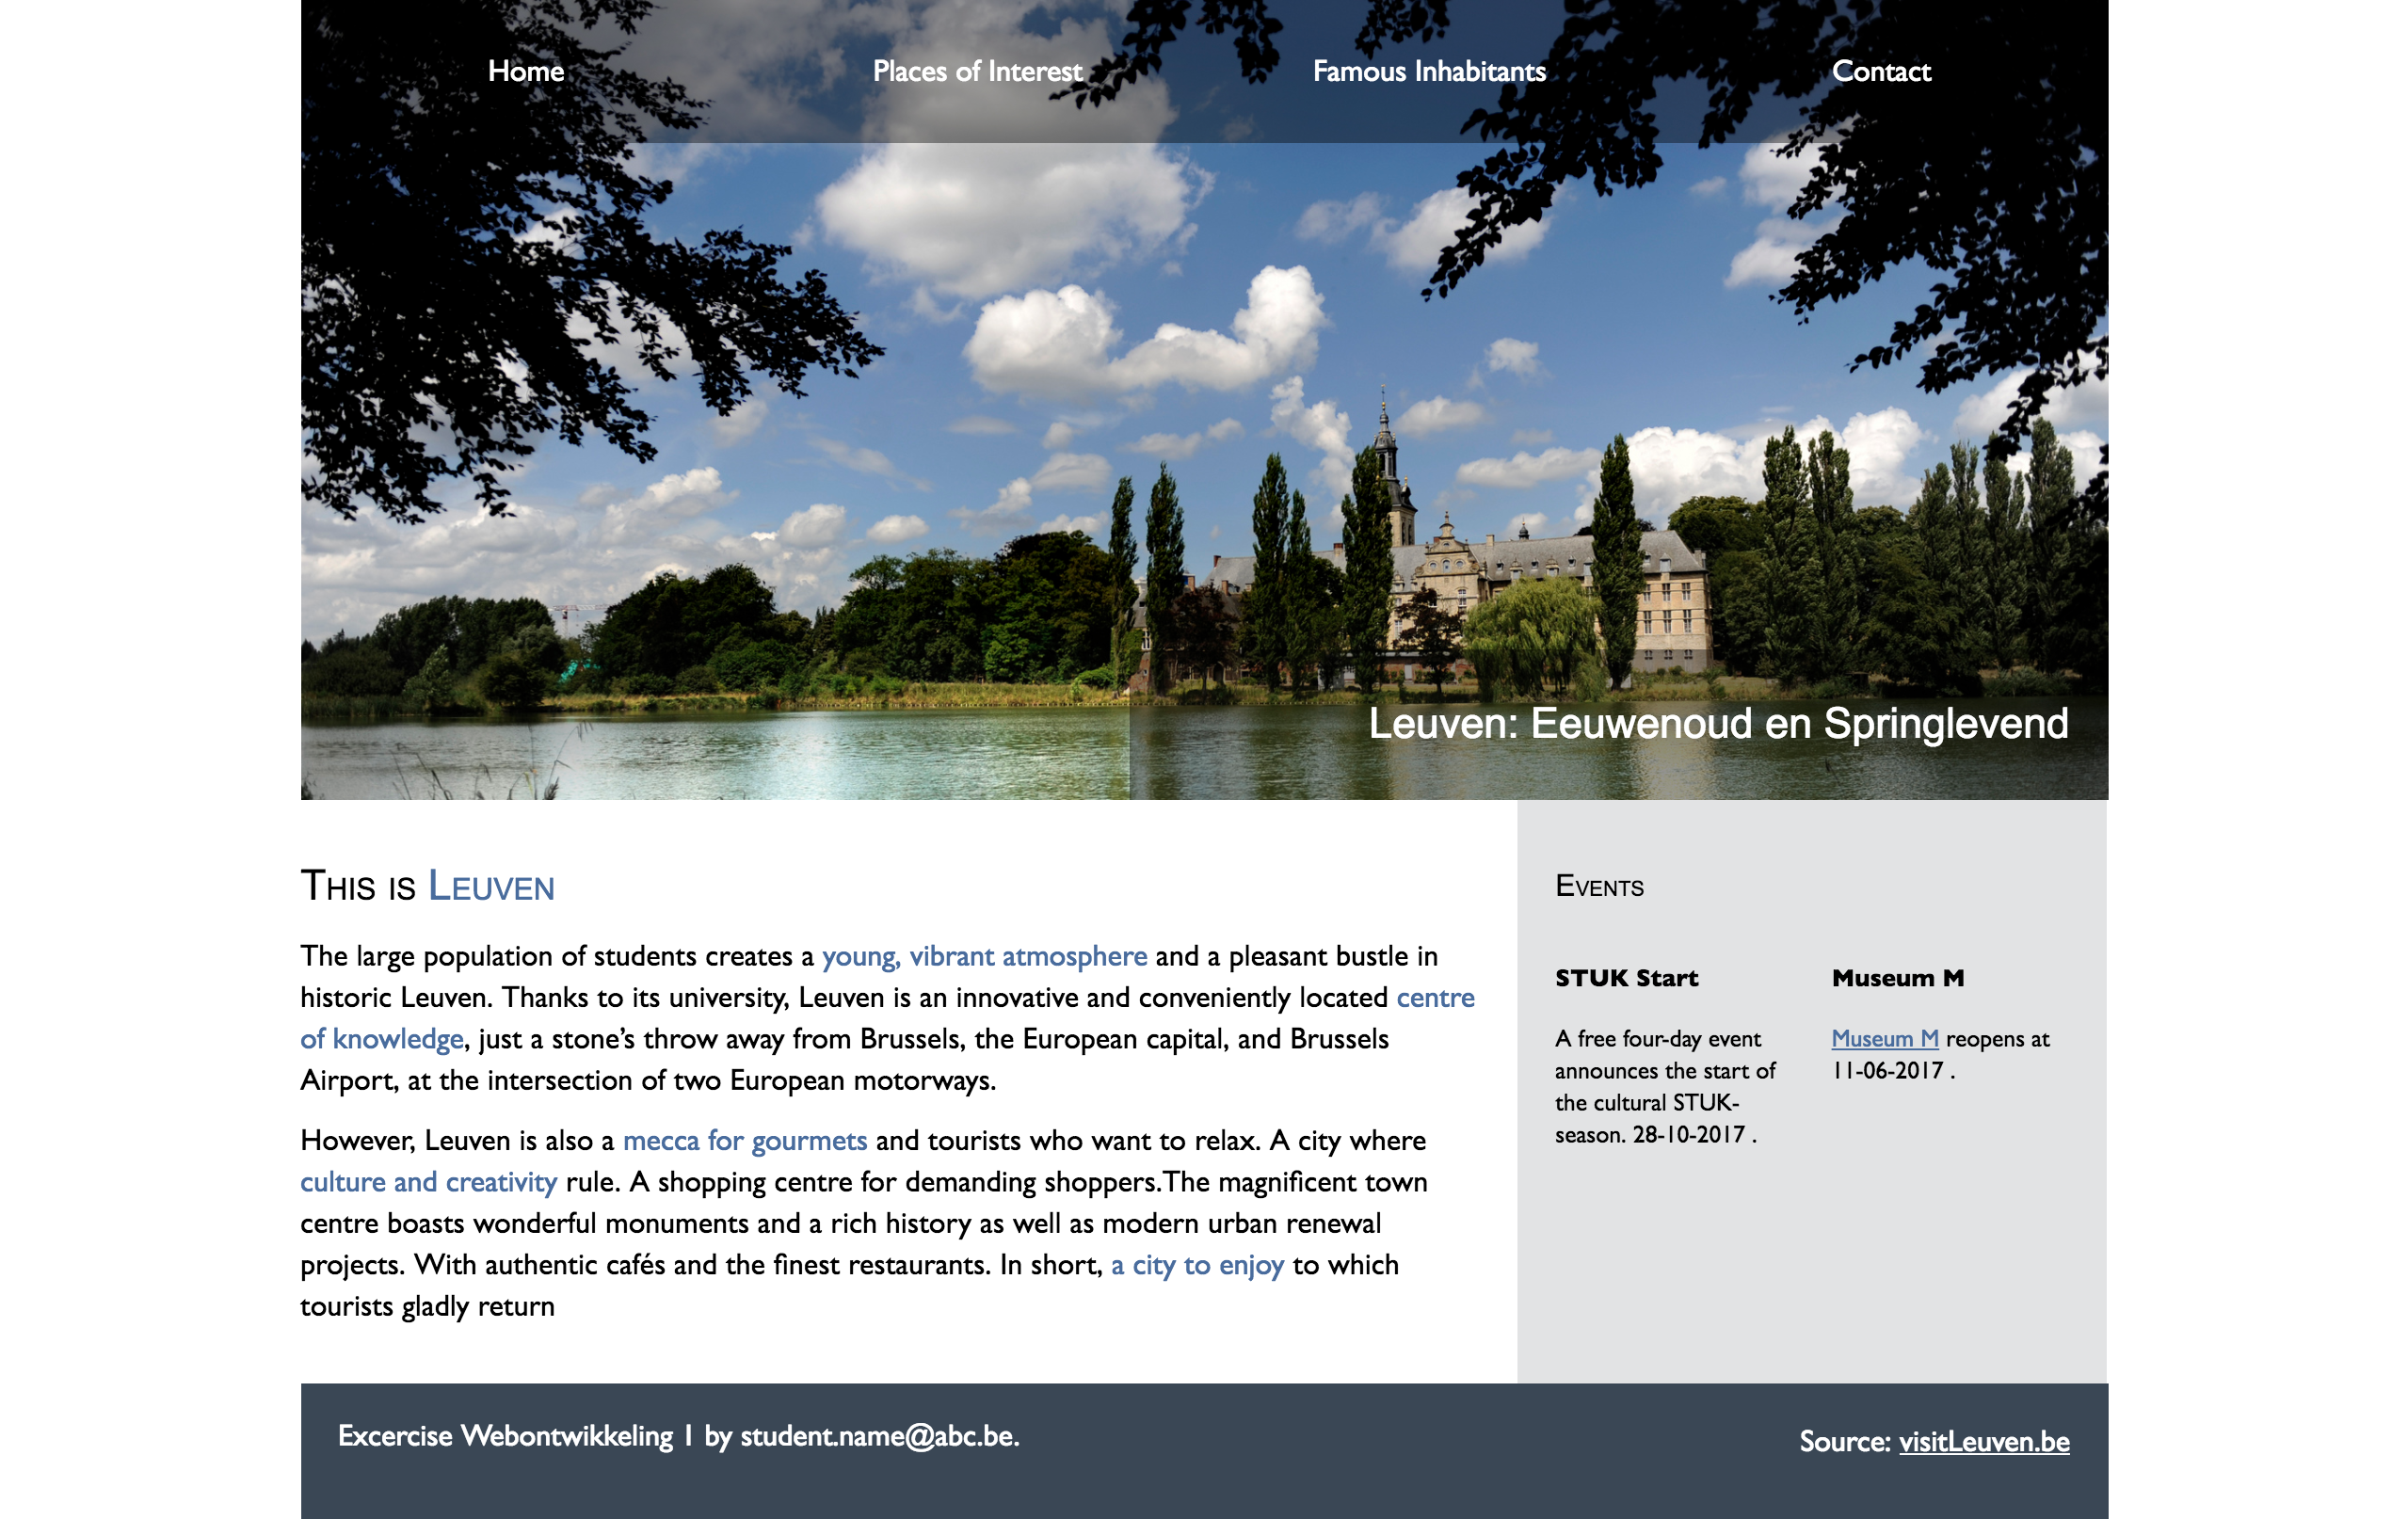 Home
Places of Interest
Famous Inhabitants
Contact
Leuven: Eeuwenoud en Springlevend
This is Leuven
The large population of students creates a young, vibrant atmosphere and a pleasant bustle in
historic Leuven. Thanks to its university, Leuven is an innovative and conveniently located centre
of knowledge, just a stone’s throw away from Brussels, the European capital, and Brussels
Airport, at the intersection of two European motorways.
However, Leuven is also a mecca for gourmets and tourists who want to relax. A city where
culture and creativity rule. A shopping centre for demanding shoppers.The magnificent town
centre boasts wonderful monuments and a rich history as well as modern urban renewal
projects. With authentic cafés and the finest restaurants. In short, a city to enjoy to which
tourists gladly return
Events
STUK Start
A free four-day event
announces the start of
the cultural STUK-
season. 28-10-2017 .
Museum M
Museum M reopens at
11-06-2017 .
Excercise Webontwikkeling 1 by student.name@abc.be.
Source: visitLeuven.be